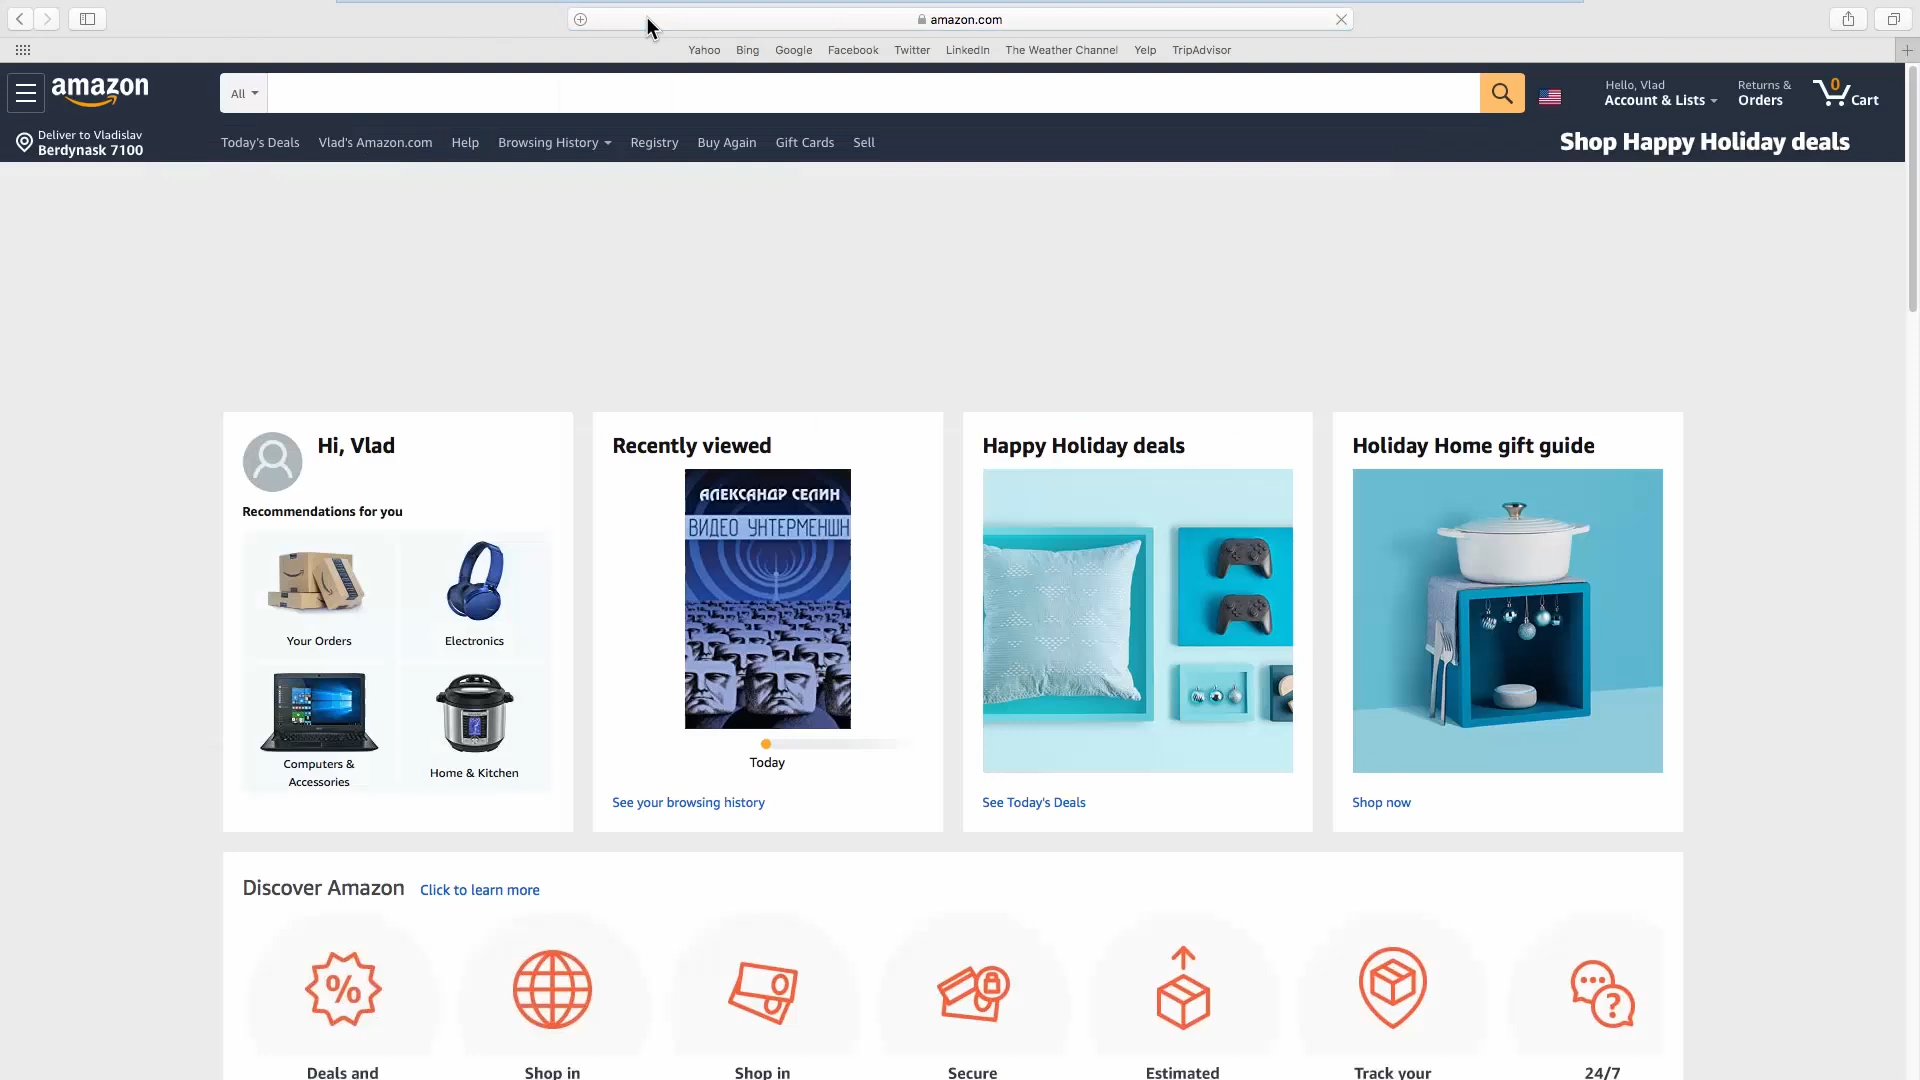 amazon.com
Yahoo Bing Google Facebook Twitter LinkedIn The Weather Channel Yelp TripAdvisor
amazon
All
Hello, Vlad
Account & Lists
Returns &
Orders
0
Cart
Deliver to Vladislav
Berdynask 7100
Today's Deals Vlad's Amazon.com Help Browsing History Registry Buy Again Gift Cards Sell
Shop Happy Holiday deals
Hi, Vlad
Recommendations for you
Your Orders
Electronics
Computers &
Accessories
Home & Kitchen
Recently viewed
АЛЕКСАНДР СЕЛИН
ВИДЕО УНТЕРМЕНШН
Today
See your browsing history
Happy Holiday deals
See Today's Deals
Holiday Home gift guide
Shop now
Discover Amazon Click to learn more
Deals and
Shop in
Shop in
Secure
Estimated
Track your
24/7